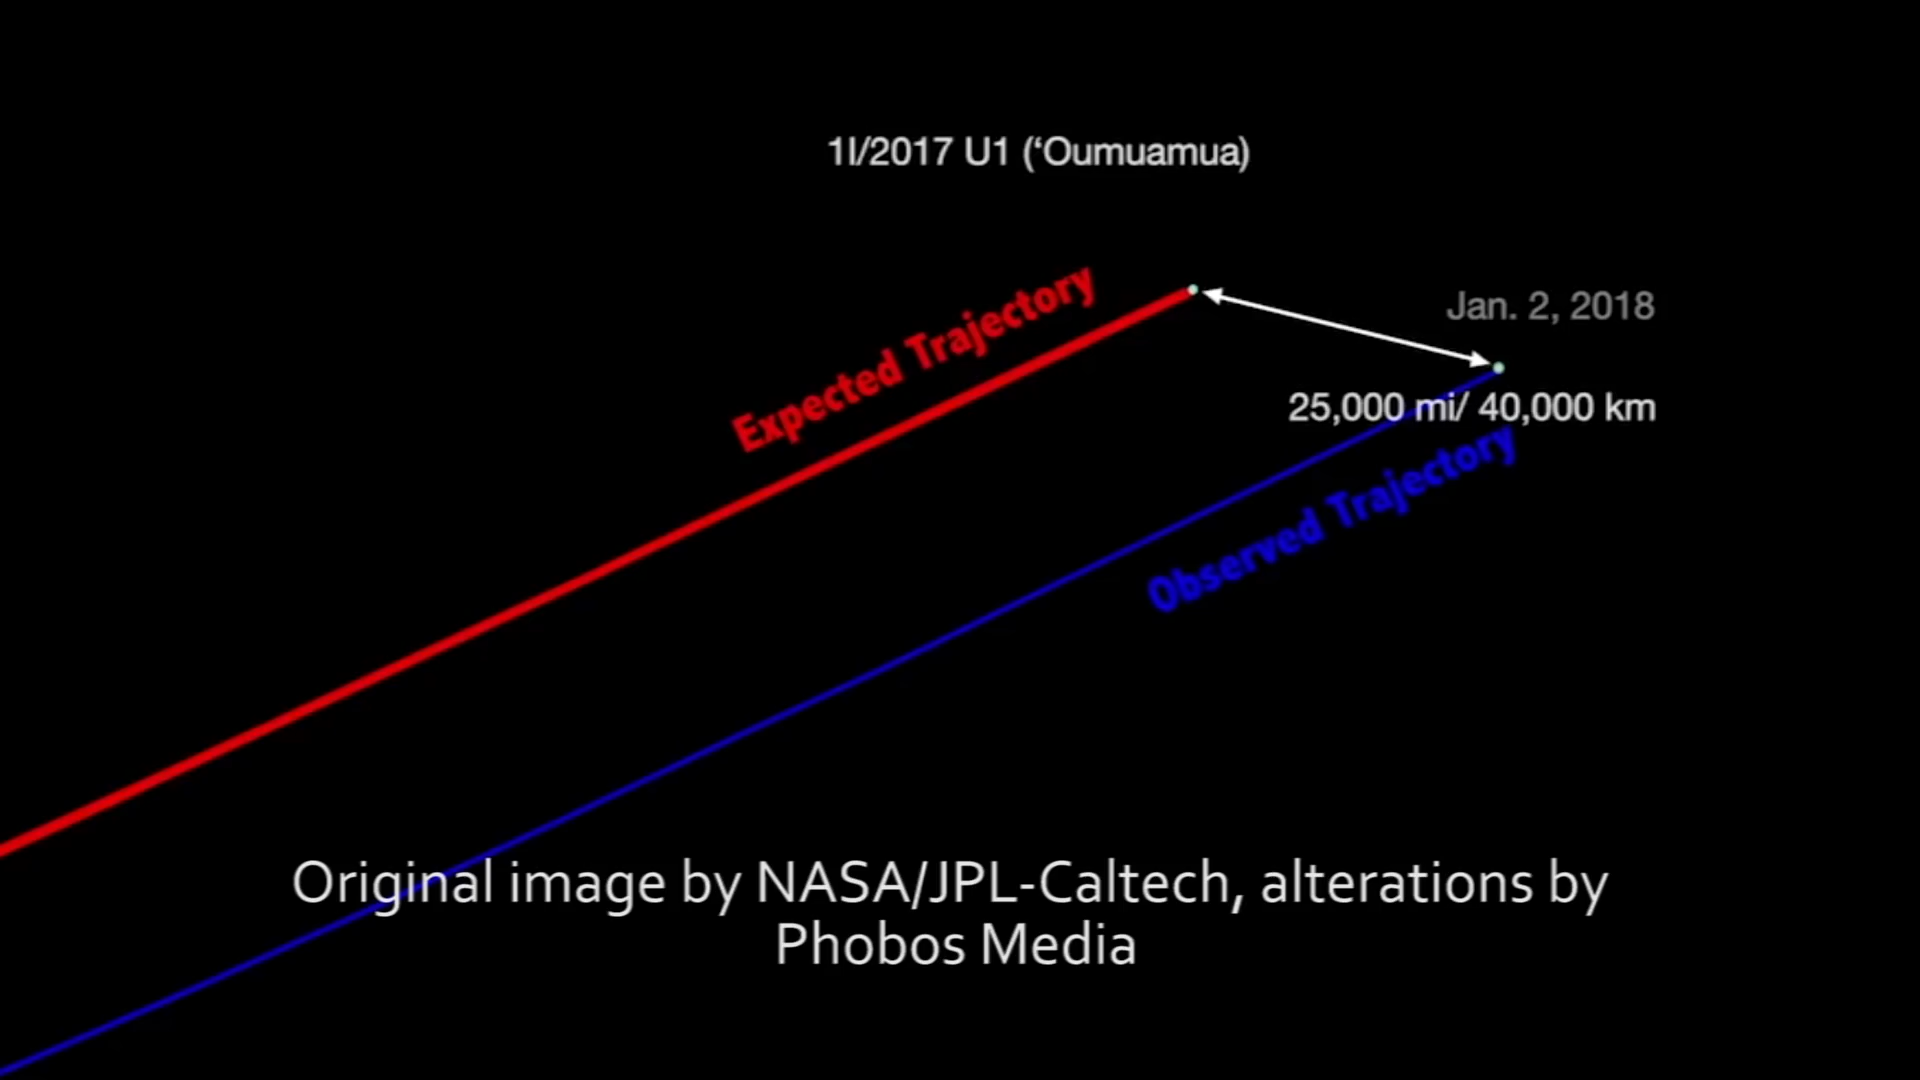 1I/2017 U1 (‘Oumuamua)
Expected Trajectory
Jan. 2, 2018
25,000 mi/ 40,000 km
Observed Trajectory
Original image by NASA/JPL-Caltech, alterations by
Phobos Media